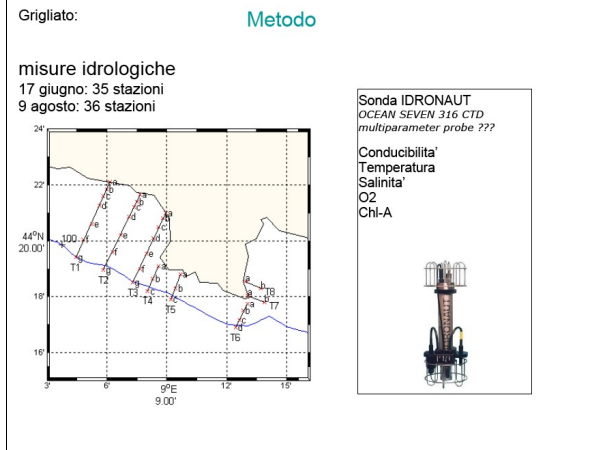 Grigliato:
Metodo
misure idrologiche
17 giugno: 35 stazioni
9 agosto: 36 stazioni
Sonda IDRONAUT
OCEAN SEVEN 316 CTD
multiparameter probe ???
Conducibilita'
Temperatura
Salinita'
O2
Chl-A
24'
22'
44°N
20.00'
18'
16'
3'
6'
9°E
9.00'
12'
15'
100
a
b
c
d
e
f
g
T1
a
b
c
d
e
f
g
T2
a
b
c
d
e
f
g
T3
a
b
c
T4
a
b
c
T5
a
b
c
d
T6
a
b
T7
a
b
T8
IDRONAUT